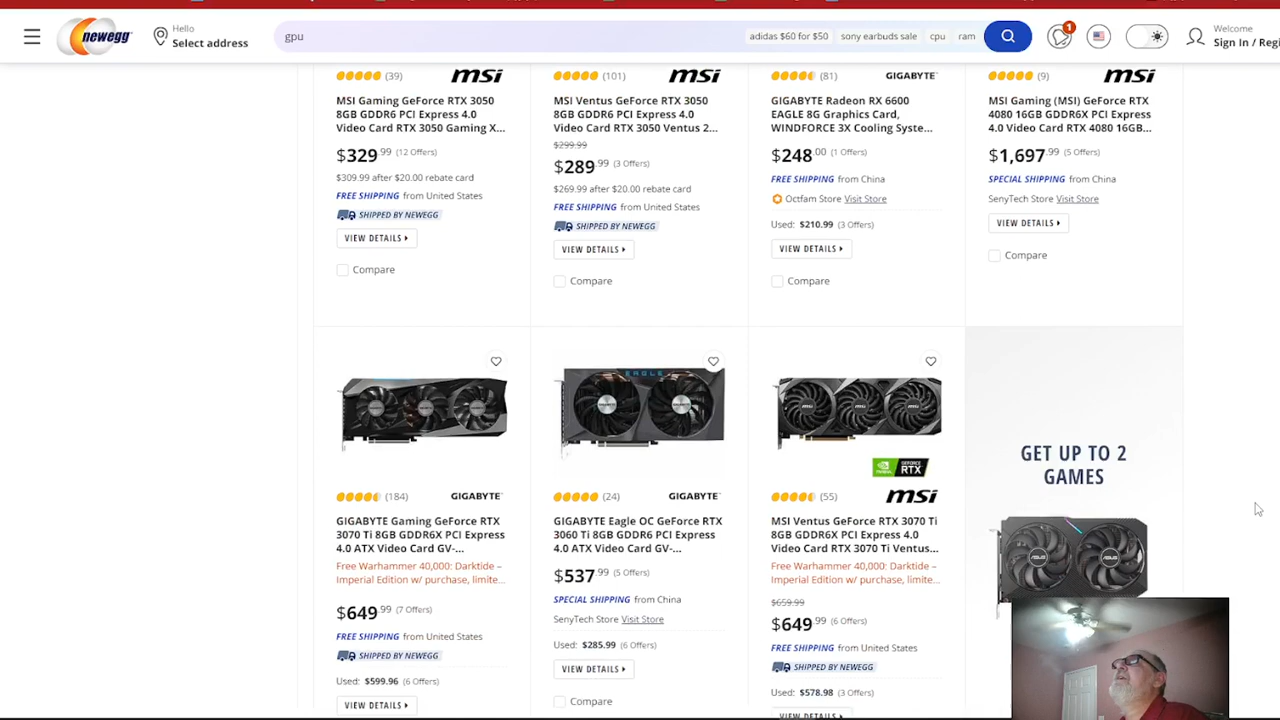 newegg
Hello
Select address
gpu
adidas $60 for $50
sony earbuds sale
cpu
ram
1
Welcome
Sign In / Regi
(39)
msi
MSI Gaming GeForce RTX 3050
8GB GDDR6 PCI Express 4.0
Video Card RTX 3050 Gaming X...
$329.99 (12 Offers)
$309.99 after $20.00 rebate card
FREE SHIPPING from United States
SHIPPED BY NEWEGG
VIEW DETAILS
Compare
(101)
msi
MSI Ventus GeForce RTX 3050
8GB GDDR6 PCI Express 4.0
Video Card RTX 3050 Ventus 2...
$299.99
$289.99 (3 Offers)
$269.99 after $20.00 rebate card
FREE SHIPPING from United States
SHIPPED BY NEWEGG
VIEW DETAILS
Compare
(81)
GIGABYTE
GIGABYTE Radeon RX 6600
EAGLE 8G Graphics Card,
WINDFORCE 3X Cooling Syste...
$248.00 (1 Offers)
FREE SHIPPING from China
Octfam Store Visit Store
Used: $210.99 (3 Offers)
VIEW DETAILS
Compare
(9)
msi
MSI Gaming (MSI) GeForce RTX
4080 16GB GDDR6X PCI Express
4.0 Video Card RTX 4080 16GB...
$1,697.99 (5 Offers)
SPECIAL SHIPPING from China
SenyTech Store Visit Store
VIEW DETAILS
Compare
(184)
GIGABYTE
GIGABYTE Gaming GeForce RTX
3070 Ti 8GB GDDR6X PCI Express
4.0 ATX Video Card GV-...
Free Warhammer 40,000: Darktide –
Imperial Edition w/ purchase, limite...
$649.99 (7 Offers)
FREE SHIPPING from United States
SHIPPED BY NEWEGG
Used: $599.96 (6 Offers)
VIEW DETAILS
EAGLE
(24)
GIGABYTE
GIGABYTE Eagle OC GeForce RTX
3060 Ti 8GB GDDR6 PCI Express
4.0 ATX Video Card GV-...
$537.99 (5 Offers)
SPECIAL SHIPPING from China
SenyTech Store Visit Store
Used: $285.99 (6 Offers)
VIEW DETAILS
Compare
GEFORCE
RTX
(55)
msi
MSI Ventus GeForce RTX 3070 Ti
8GB GDDR6X PCI Express 4.0
Video Card RTX 3070 Ti Ventus...
Free Warhammer 40,000: Darktide –
Imperial Edition w/ purchase, limite...
$659.99
$649.99 (6 Offers)
FREE SHIPPING from United States
SHIPPED BY NEWEGG
Used: $578.98 (3 Offers)
VIEW DETAILS
GET UP TO 2
GAMES
ASUS
ASUS